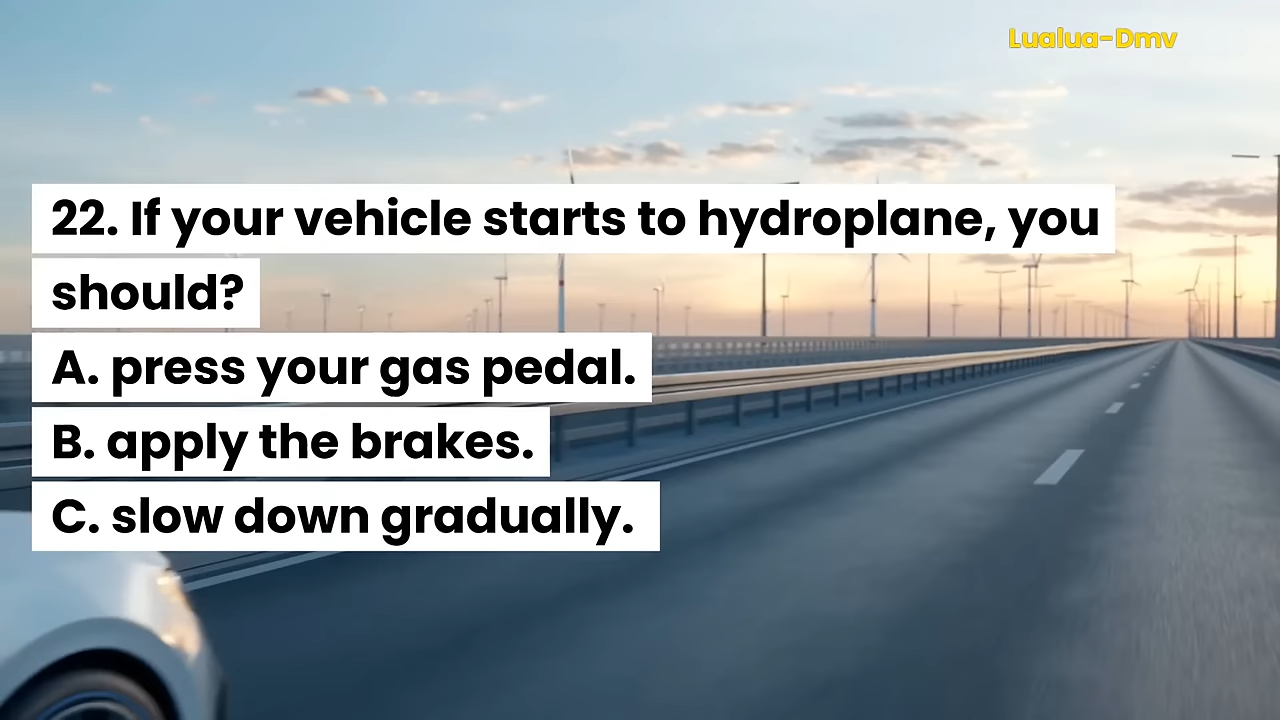 Lualua-Dmv
22. If your vehicle starts to hydroplane, you
should?
A. press your gas pedal.
B. apply the brakes.
C. slow down gradually.